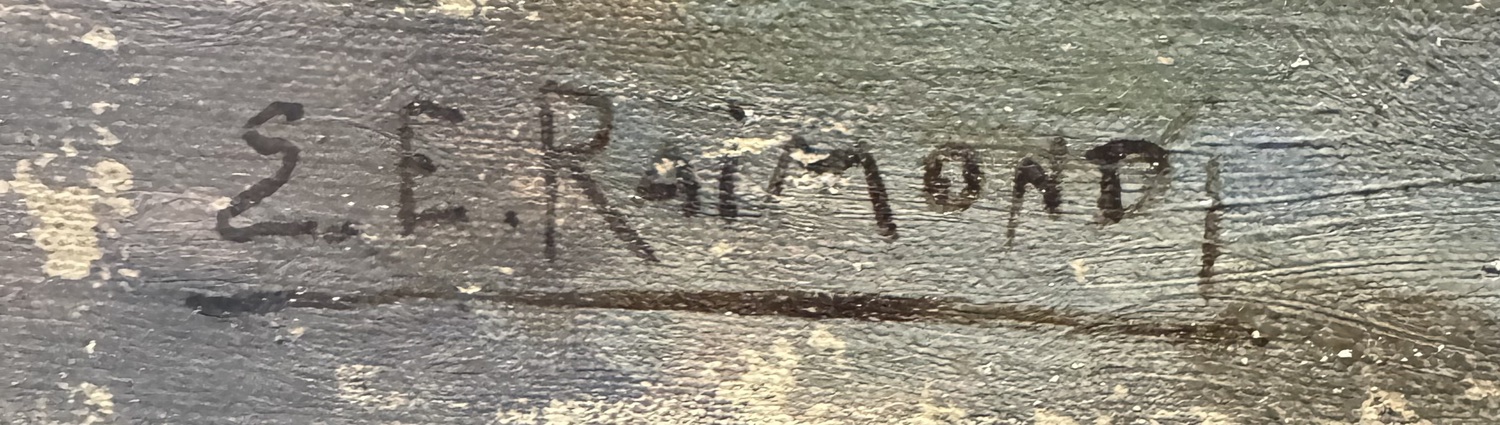 S. E. RaiMONDI